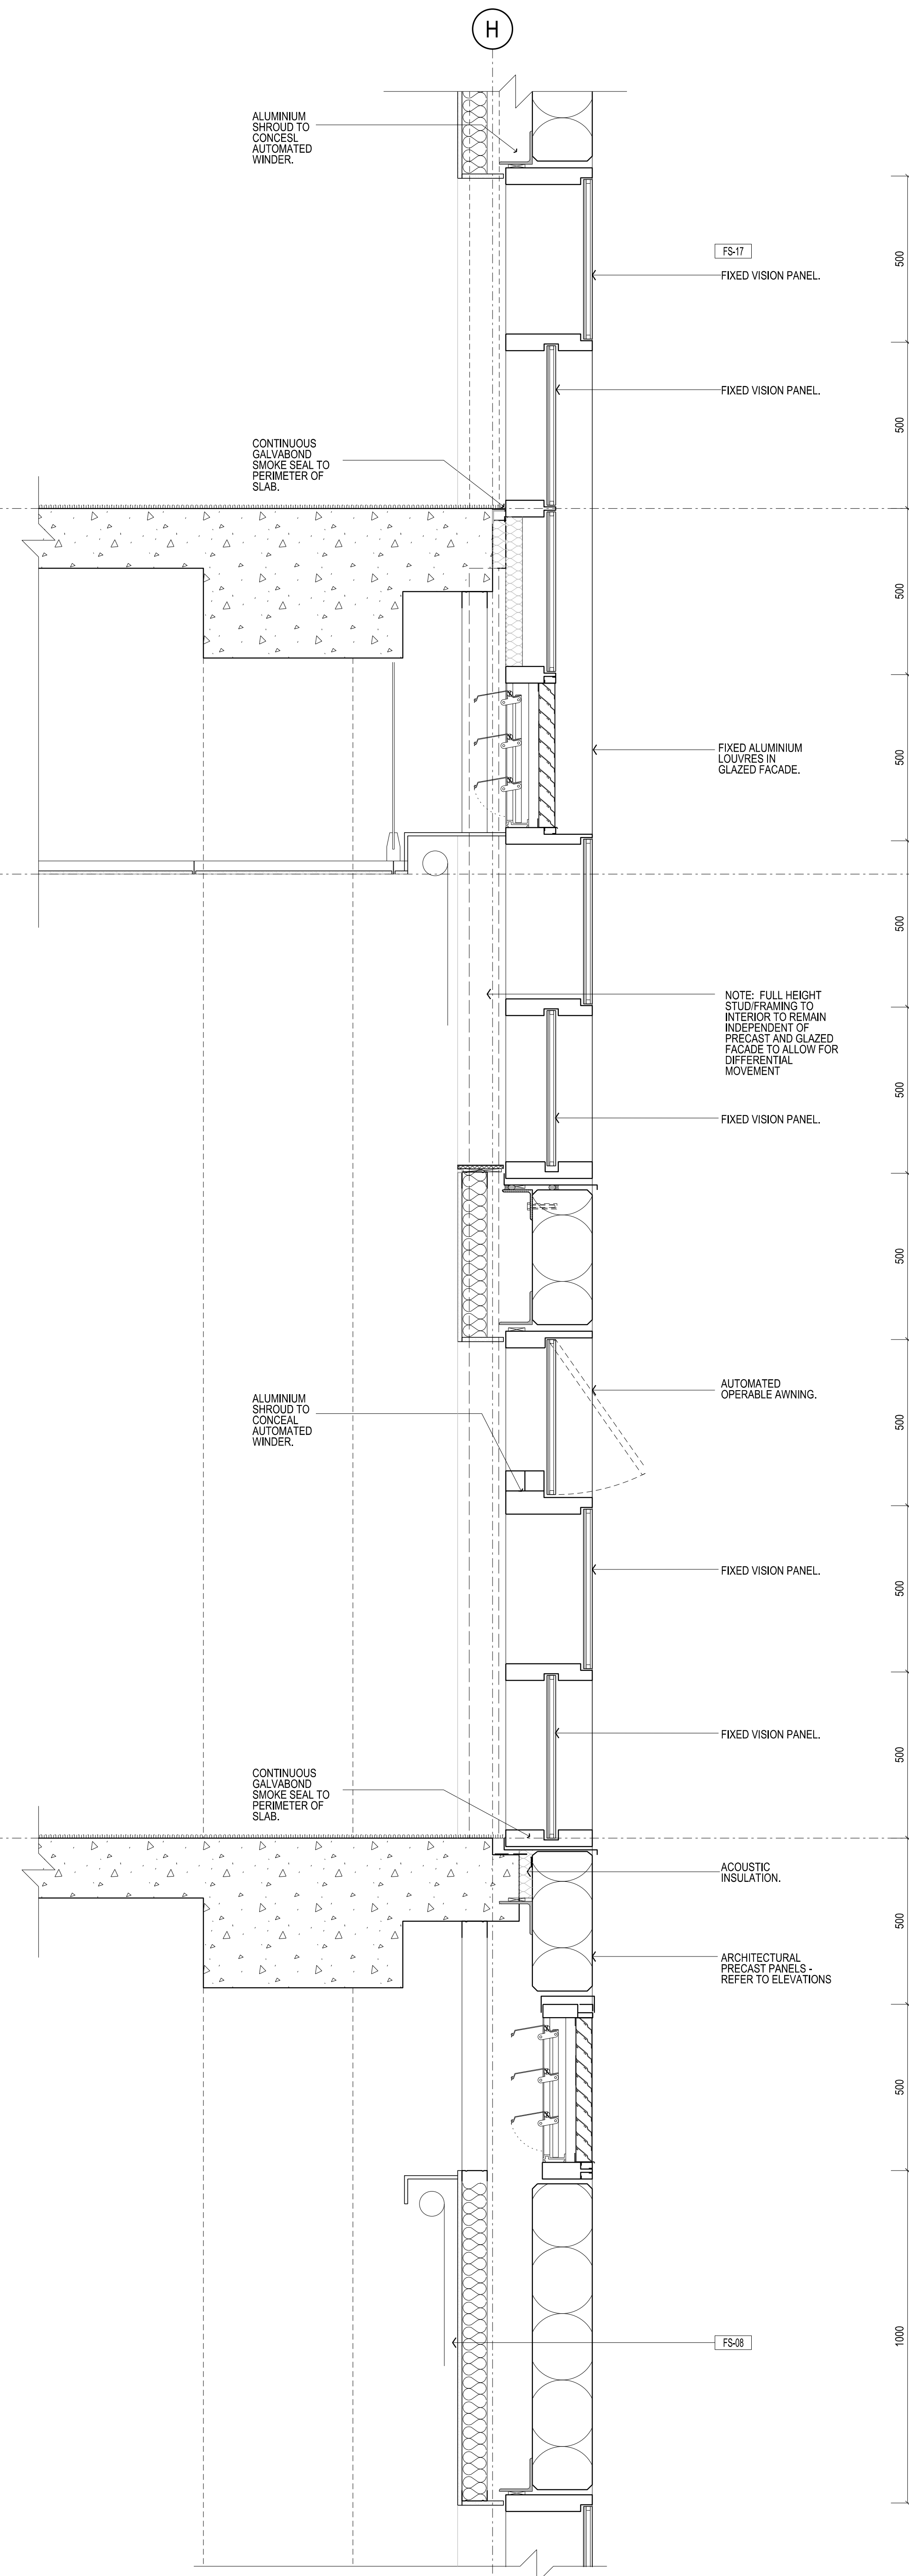 H
ALUMINIUM
SHROUD TO
CONCESL
AUTOMATED
WINDER.
FS-17
500
FIXED VISION PANEL.
FIXED VISION PANEL.
500
CONTINUOUS
GALVABOND
SMOKE SEAL TO
PERIMETER OF
SLAB.
500
FIXED ALUMINIUM
LOUVRES IN
GLAZED FACADE.
500
500
NOTE: FULL HEIGHT
STUD/FRAMING TO
INTERIOR TO REMAIN
INDEPENDENT OF
PRECAST AND GLAZED
FACADE TO ALLOW FOR
DIFFERENTIAL
MOVEMENT
500
FIXED VISION PANEL.
500
AUTOMATED
OPERABLE AWNING.
ALUMINIUM
SHROUD TO
CONCEAL
AUTOMATED
WINDER.
500
FIXED VISION PANEL.
500
FIXED VISION PANEL.
500
CONTINUOUS
GALVABOND
SMOKE SEAL TO
PERIMETER OF
SLAB.
ACOUSTIC
INSULATION.
500
ARCHITECTURAL
PRECAST PANELS -
REFER TO ELEVATIONS
500
FS-08
1000